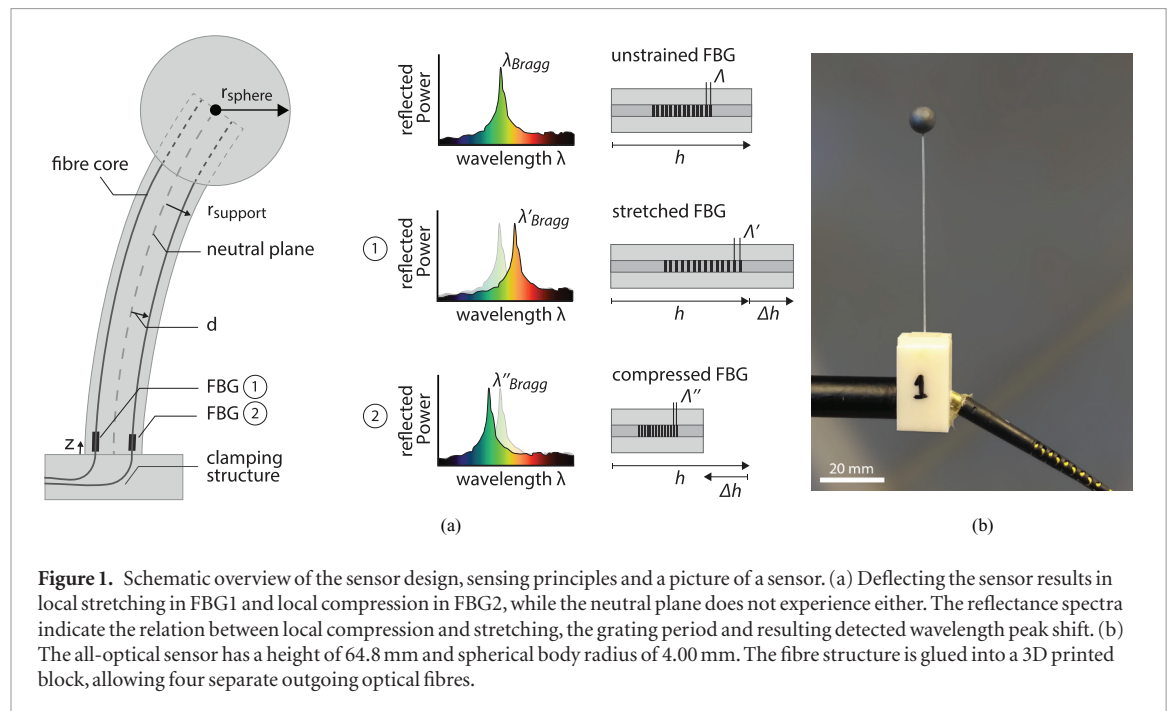 r_sphere
fibre core
r_support
neutral plane
d
FBG 1
FBG 2
z
clamping
structure
λ_Bragg
reflected
Power
wavelength λ
unstrained FBG
Λ
h
1
λ'_Bragg
reflected
Power
wavelength λ
stretched FBG
Λ'
h
Δh
2
λ''_Bragg
reflected
Power
wavelength λ
compressed FBG
Λ''
h
Δh
(a)
1
20 mm
(b)
Figure 1. Schematic overview of the sensor design, sensing principles and a picture of a sensor. (a) Deflecting the sensor results in
local stretching in FBG1 and local compression in FBG2, while the neutral plane does not experience either. The reflectance spectra
indicate the relation between local compression and stretching, the grating period and resulting detected wavelength peak shift. (b)
The all-optical sensor has a height of 64.8 mm and spherical body radius of 4.00 mm. The fibre structure is glued into a 3D printed
block, allowing four separate outgoing optical fibres.